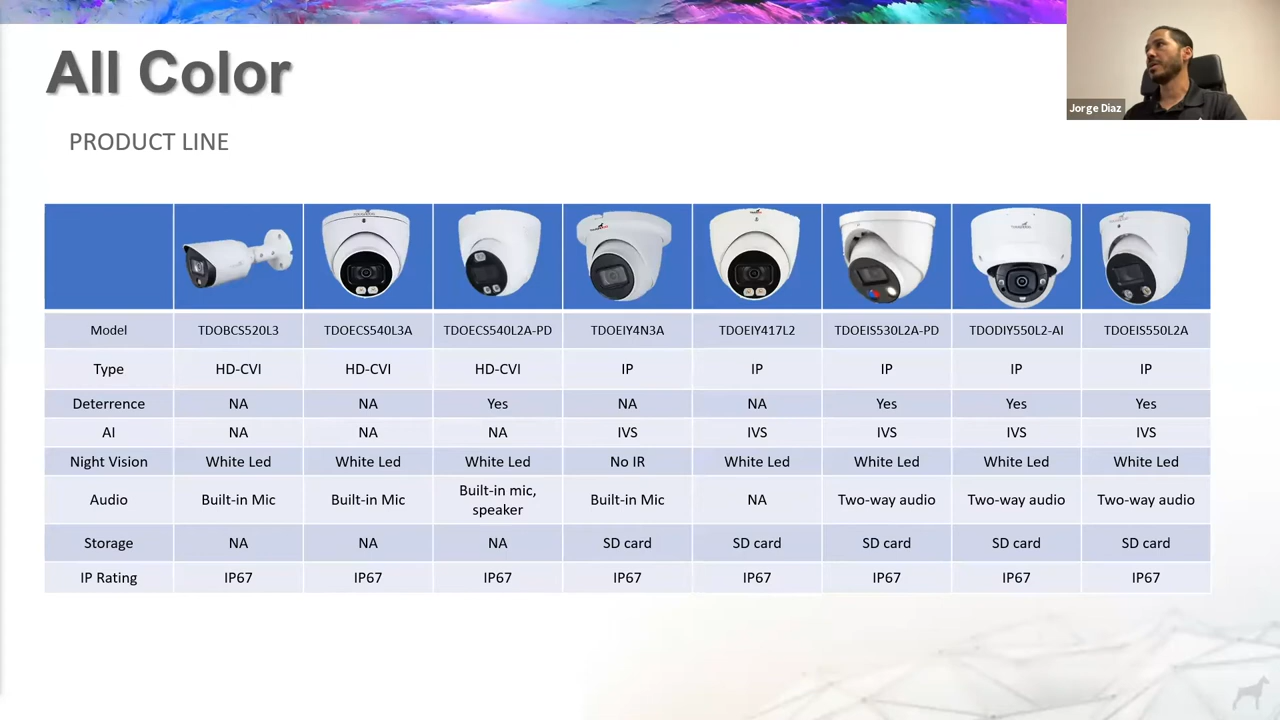 All Color
Jorge Diaz
PRODUCT LINE
Model TDOBCS520L3 TDOECS540L3A TDOECS540L2A-PD TDOEIY4N3A TDOEIY417L2 TDOEIS530L2A-PD TDODIY550L2-AI TDOEIS550L2A
Type HD-CVI HD-CVI HD-CVI IP IP IP IP IP
Deterrence NA NA Yes NA NA Yes Yes Yes
AI NA NA NA IVS IVS IVS IVS IVS
Night Vision White Led White Led White Led No IR White Led White Led White Led White Led
Audio Built-in Mic Built-in Mic Built-in mic, speaker Built-in Mic NA Two-way audio Two-way audio Two-way audio
Storage NA NA NA SD card SD card SD card SD card SD card
IP Rating IP67 IP67 IP67 IP67 IP67 IP67 IP67 IP67